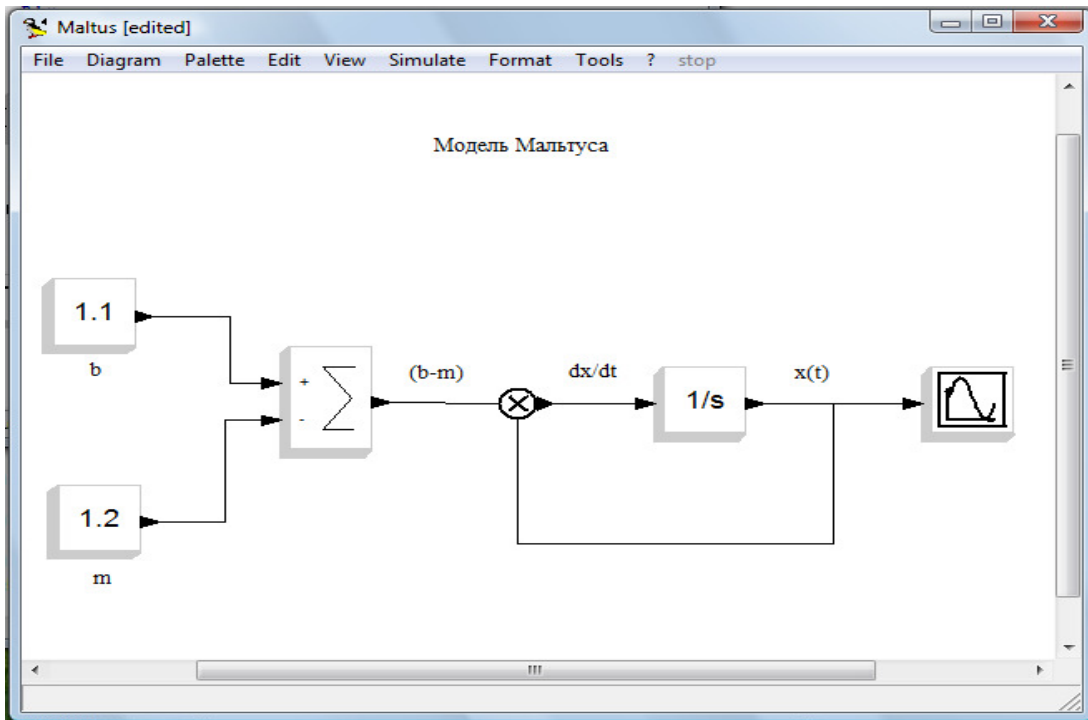 Maltus [edited]
File Diagram Palette Edit View Simulate Format Tools ? stop
Модель Мальтуса
1.1
b
+
-
(b-m)
dx/dt
1/s
x(t)
1.2
m